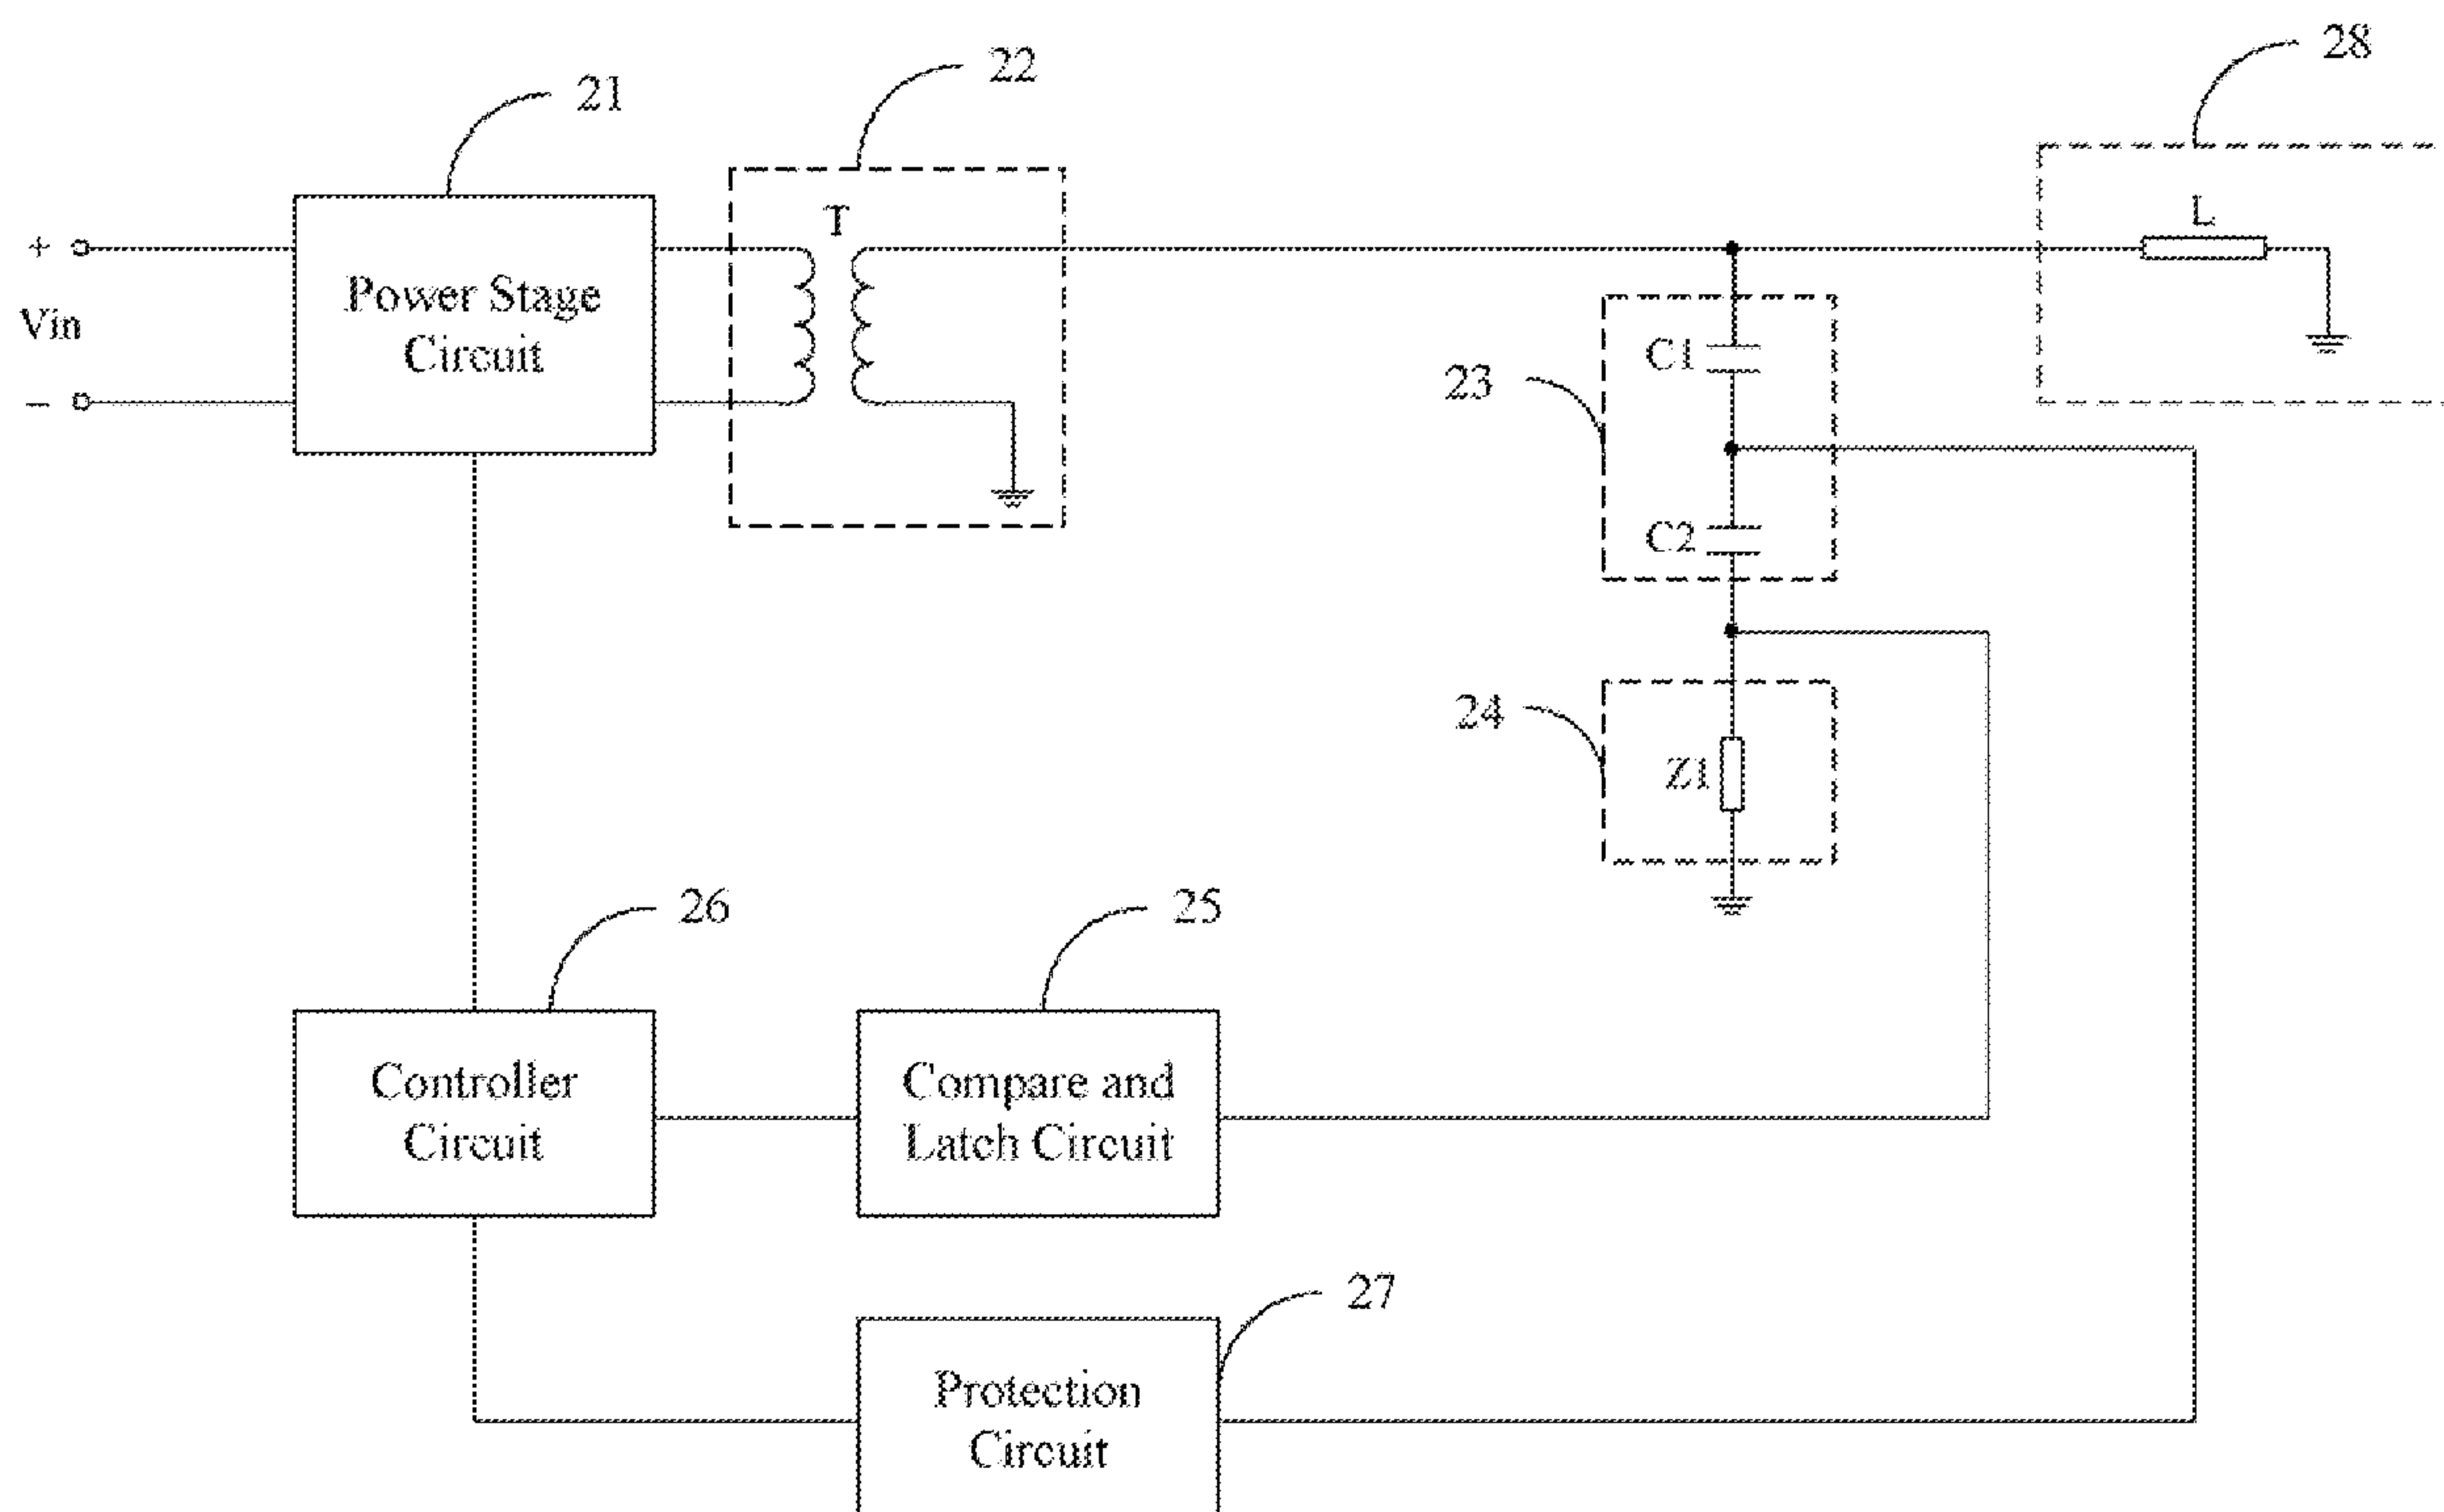 21
22
28
T
L
+
Vin
−
Power Stage
Circuit
C1
23
C2
24
Z1
26
25
Controller
Circuit
Compare and
Latch Circuit
27
Protection
Circuit